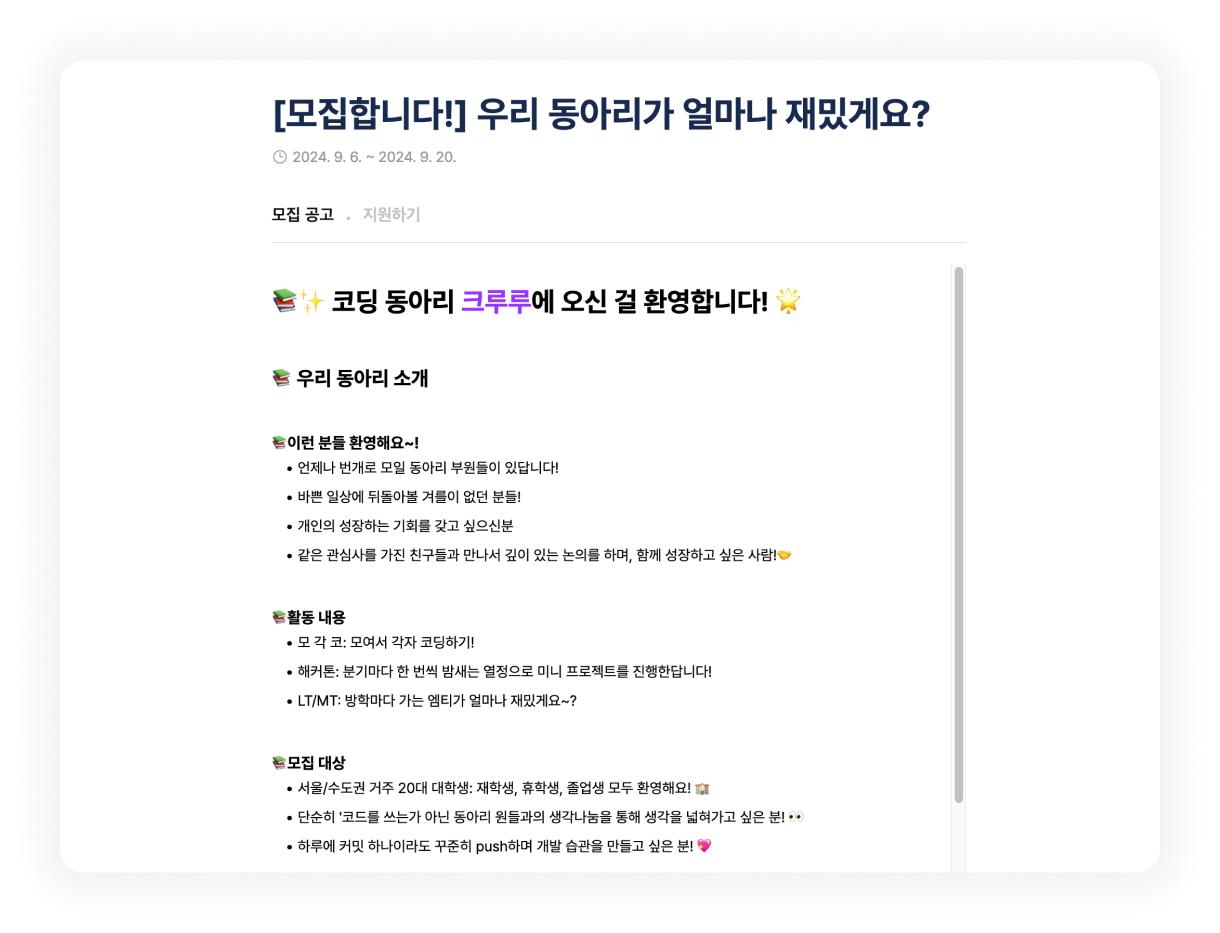 [모집합니다!] 우리 동아리가 얼마나 재밌게요?
2024. 9. 6. ~ 2024. 9. 20.
모집 공고 . 지원하기
📚✨ 코딩 동아리 크루루에 오신 걸 환영합니다! 🌟
📚 우리 동아리 소개
📚이런 분들 환영해요~!
• 언제나 번개로 모일 동아리 부원들이 있답니다!
• 바쁜 일상에 뒤돌아볼 겨를이 없던 분들!
• 개인의 성장하는 기회를 갖고 싶으신분
• 같은 관심사를 가진 친구들과 만나서 깊이 있는 논의를 하며, 함께 성장하고 싶은 사람!🤝
📚활동 내용
• 모 각 코: 모여서 각자 코딩하기!
• 해커톤: 분기마다 한 번씩 밤새는 열정으로 미니 프로젝트를 진행한답니다!
• LT/MT: 방학마다 가는 엠티가 얼마나 재밌게요~?
📚모집 대상
• 서울/수도권 거주 20대 대학생: 재학생, 휴학생, 졸업생 모두 환영해요! 🏫
• 단순히 '코드를 쓰는가 아닌 동아리 원들과의 생각나눔을 통해 생각을 넓혀가고 싶은 분! 👀
• 하루에 커밋 하나이라도 꾸준히 push하며 개발 습관을 만들고 싶은 분! 💖